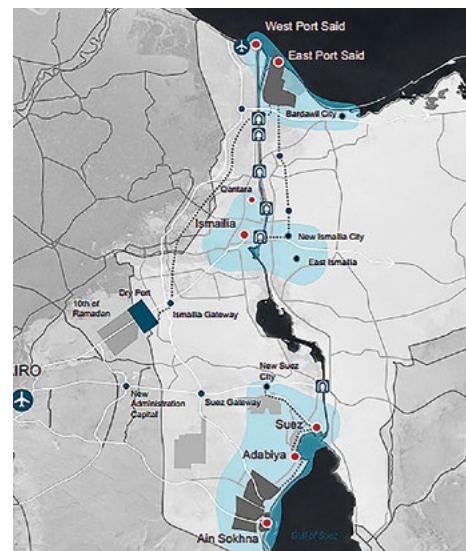 West Port Said
East Port Said
Bardawil City
Qantara
Ismailia
New Ismailia City
East Ismailia
Dry Port
10th of
Ramadan
Ismailia Gateway
AIRO
New Suez
City
New
Administration
Capital
Suez Gateway
Suez
Adabiya
Ain Sokhna
Gulf of Suez